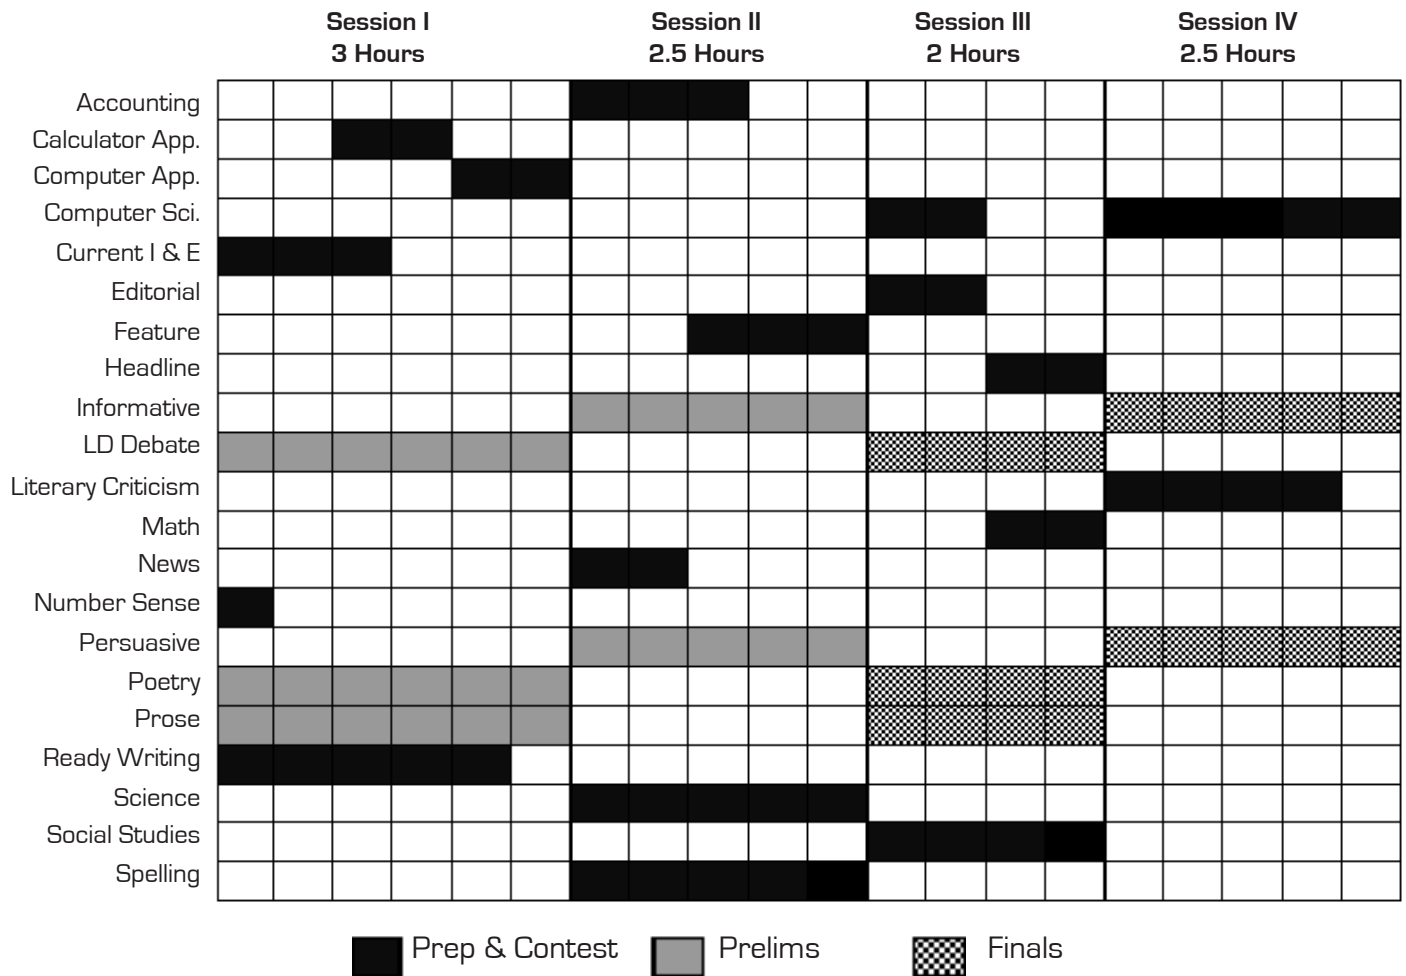 Session I
3 Hours
Session II
2.5 Hours
Session III
2 Hours
Session IV
2.5 Hours
Accounting
Calculator App.
Computer App.
Computer Sci.
Current I & E
Editorial
Feature
Headline
Informative
LD Debate
Literary Criticism
Math
News
Number Sense
Persuasive
Poetry
Prose
Ready Writing
Science
Social Studies
Spelling
Prep & Contest
Prelims
Finals